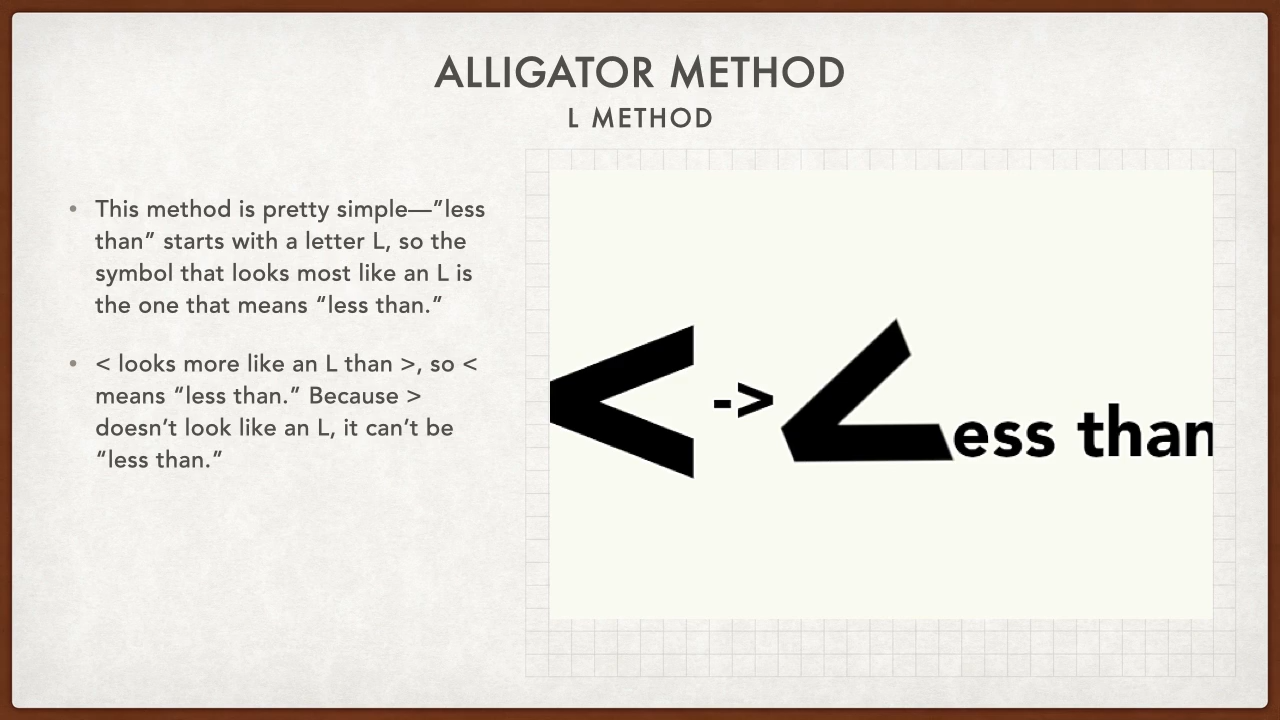 ALLIGATOR METHOD
L METHOD
• This method is pretty simple—”less
than” starts with a letter L, so the
symbol that looks most like an L is
the one that means “less than.”
• < looks more like an L than >, so <
means “less than.” Because >
doesn’t look like an L, it can’t be
“less than.”
< -> Less than